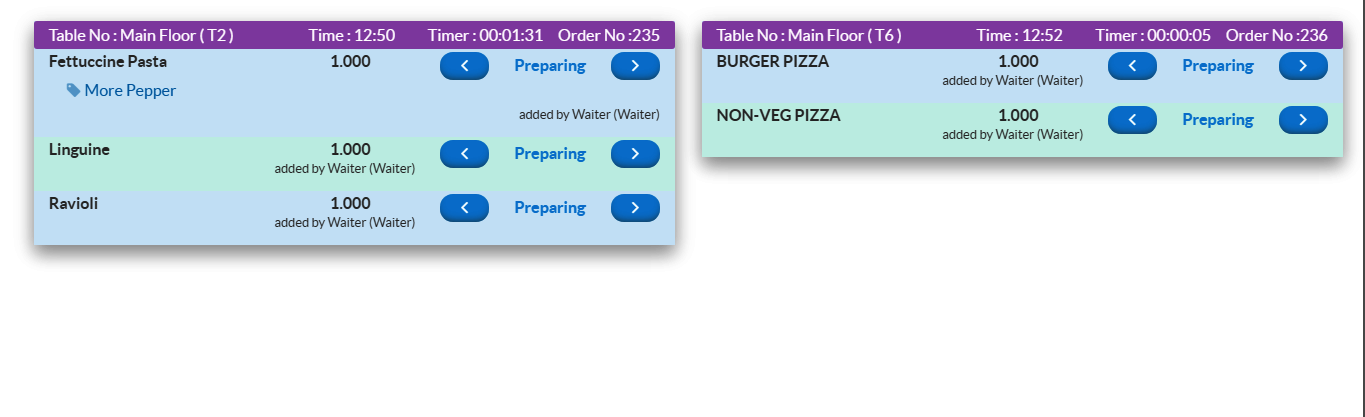 Table No : Main Floor ( T2 ) Time : 12:50 Timer : 00:01:31 Order No :235
Fettuccine Pasta 1.000 Preparing
More Pepper
added by Waiter (Waiter)
Linguine 1.000 Preparing
added by Waiter (Waiter)
Ravioli 1.000 Preparing
added by Waiter (Waiter)
Table No : Main Floor ( T6 ) Time : 12:52 Timer : 00:00:05 Order No :236
BURGER PIZZA 1.000 Preparing
added by Waiter (Waiter)
NON-VEG PIZZA 1.000 Preparing
added by Waiter (Waiter)